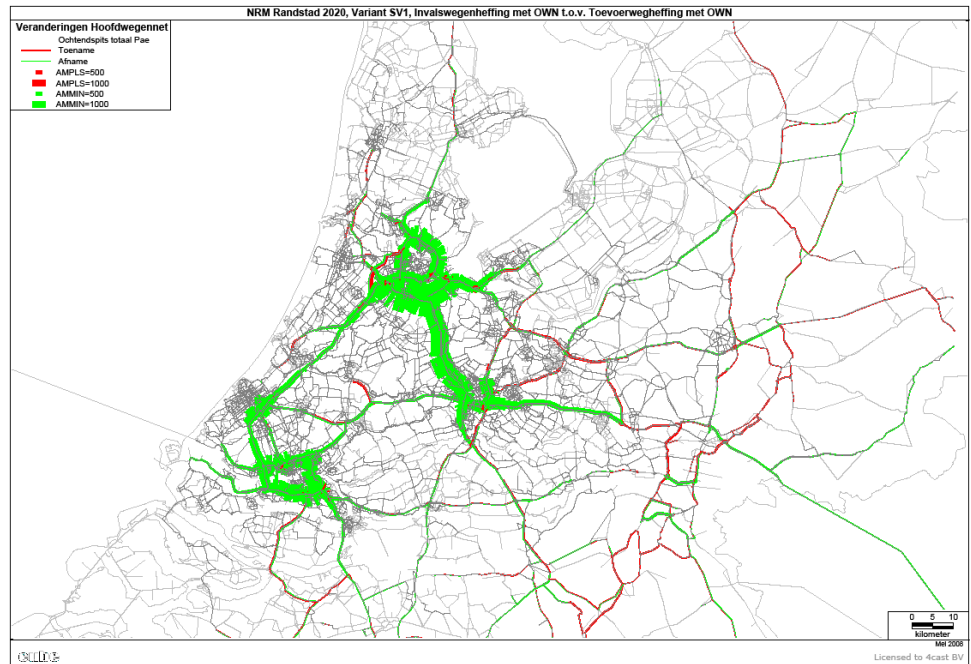 NRM Randstad 2020, Variant SV1, Invalswegenheffing met OWN t.o.v. Toevoerwegheffing met OWN
Veranderingen Hoofdwegennet
Ochtendspits totaal Pae
Toename
Afname
AMPLS=500
AMPLS=1000
AMMIN=500
AMMIN=1000
0 5 10
kilometer
Mei 2008
cube
Licensed to 4cast BV